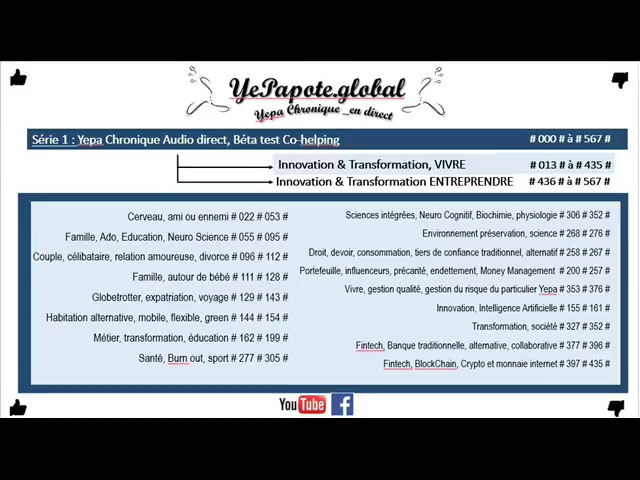 YePapote.global
Yepa Chronique _en direct
Série 1 : Yepa Chronique Audio direct, Béta test Co-helping # 000 # à # 567 #
Innovation & Transformation, VIVRE # 013 # à # 435 #
Innovation & Transformation ENTREPRENDRE # 436 # à # 567 #
Cerveau, ami ou ennemi # 022 # 053 #
Famille, Ado, Education, Neuro Science # 055 # 095 #
Couple, célibataire, relation amoureuse, divorce # 096 # 112 #
Famille, autour de bébé # 111 # 128 #
Globetrotter, expatriation, voyage # 129 # 143 #
Habitation alternative, mobile, flexible, green # 144 # 154 #
Métier, transformation, éducation # 162 # 199 #
Santé, Burn out, sport # 277 # 305 #
Sciences intégrées, Neuro Cognitif, Biochimie, physiologie # 306 # 352 #
Environnement préservation, science # 268 # 276 #
Droit, devoir, consommation, tiers de confiance traditionnel, alternatif # 258 # 267 #
Portefeuille, influenceurs, précarité, endettement, Money Management # 200 # 257 #
Vivre, gestion qualité, gestion du risque du particulier Yepa # 353 # 376 #
Innovation, Intelligence Artificielle # 155 # 161 #
Transformation, société # 327 # 352 #
Fintech, Banque traditionnelle, alternative, collaborative # 377 # 396 #
Fintech, BlockChain, Crypto et monnaie internet # 397 # 435 #
YouTube f